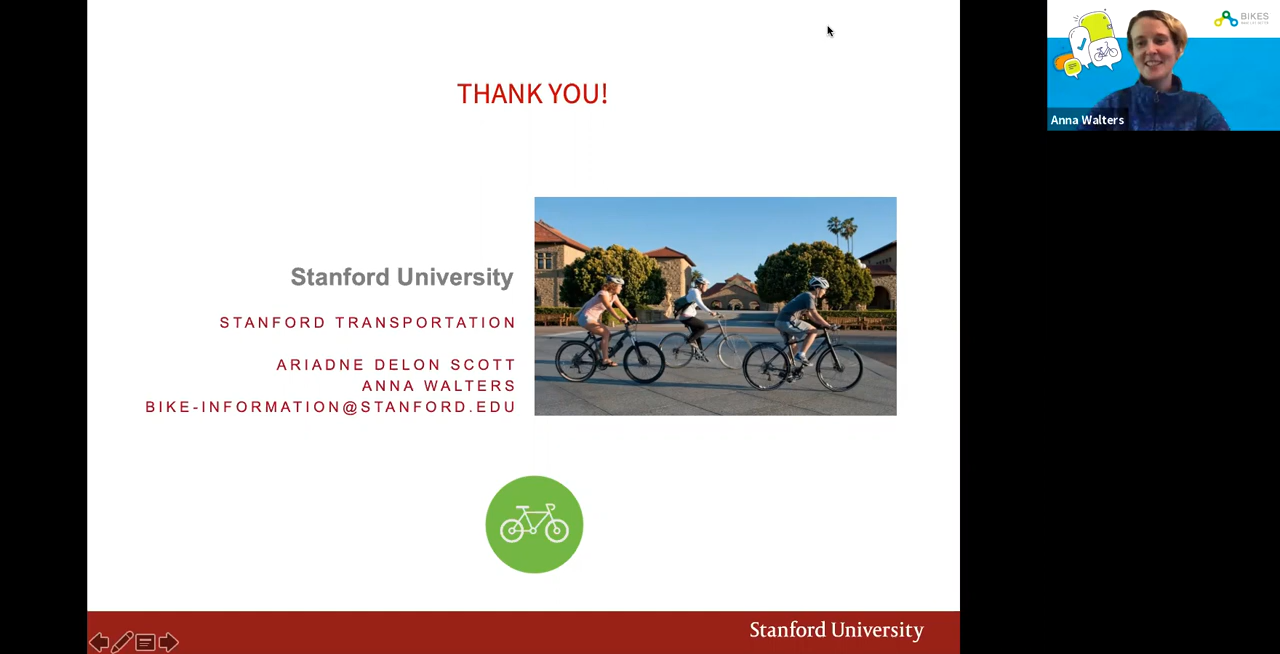 THANK YOU!
Stanford University
STANFORD TRANSPORTATION
ARIADNE DELON SCOTT
ANNA WALTERS
BIKE-INFORMATION@STANFORD.EDU
Stanford University
BIKES
Anna Walters